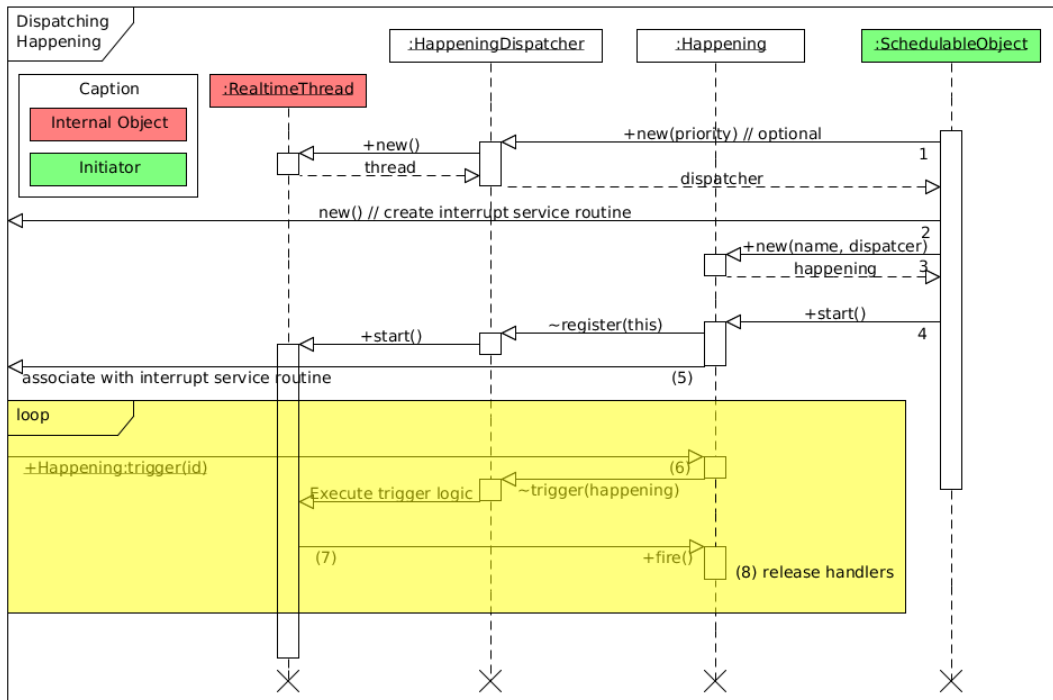 Dispatching
Happening
:HappeningDispatcher
:Happening
:SchedulableObject
Caption
:RealtimeThread
Internal Object
Initiator
+new(priority) // optional
1
+new()
thread
dispatcher
new() // create interrupt service routine
2
+new(name, dispatcer)
3
happening
+start()
~register(this)
4
+start()
associate with interrupt service routine
(5)
loop
+Happening:trigger(id)
(6)
Execute trigger logic
~trigger(happening)
(7)
+fire()
(8) release handlers